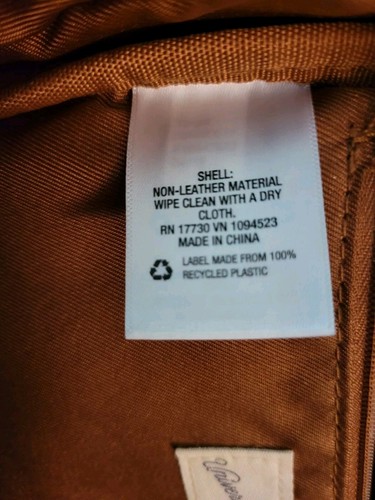 SHELL:
NON-LEATHER MATERIAL
WIPE CLEAN WITH A DRY
CLOTH.
RN 17730 VN 1094523
MADE IN CHINA
LABEL MADE FROM 100%
RECYCLED PLASTIC